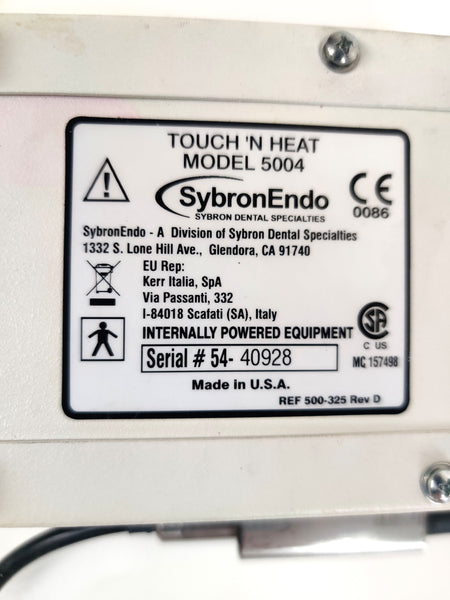 TOUCH 'N HEAT
MODEL 5004
SybronEndo
SYBRON DENTAL SPECIALTIES
CE
0086
SybronEndo - A Division of Sybron Dental Specialties
1332 S. Lone Hill Ave., Glendora, CA 91740
EU Rep:
Kerr Italia, SpA
Via Passanti, 332
I-84018 Scafati (SA), Italy
INTERNALLY POWERED EQUIPMENT
SA
C US
Serial # 54- 40928
MC 157498
Made in U.S.A.
REF 500-325 Rev D